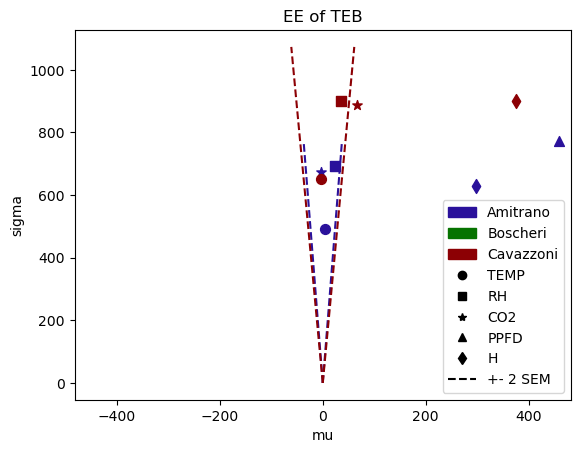 EE of TEB
1000
800
600
400
200
0
sigma
−400
−200
0
200
400
mu
Amitrano
Boscheri
Cavazzoni
TEMP
RH
CO2
PPFD
H
+- 2 SEM